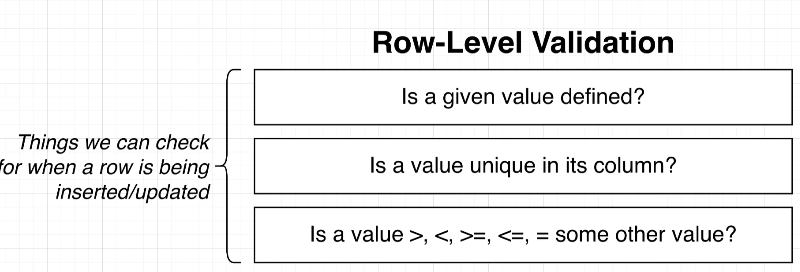 Row-Level Validation
Is a given value defined?
Things we can check
for when a row is being
inserted/updated
Is a value unique in its column?
Is a value >, <, >=, <=, = some other value?